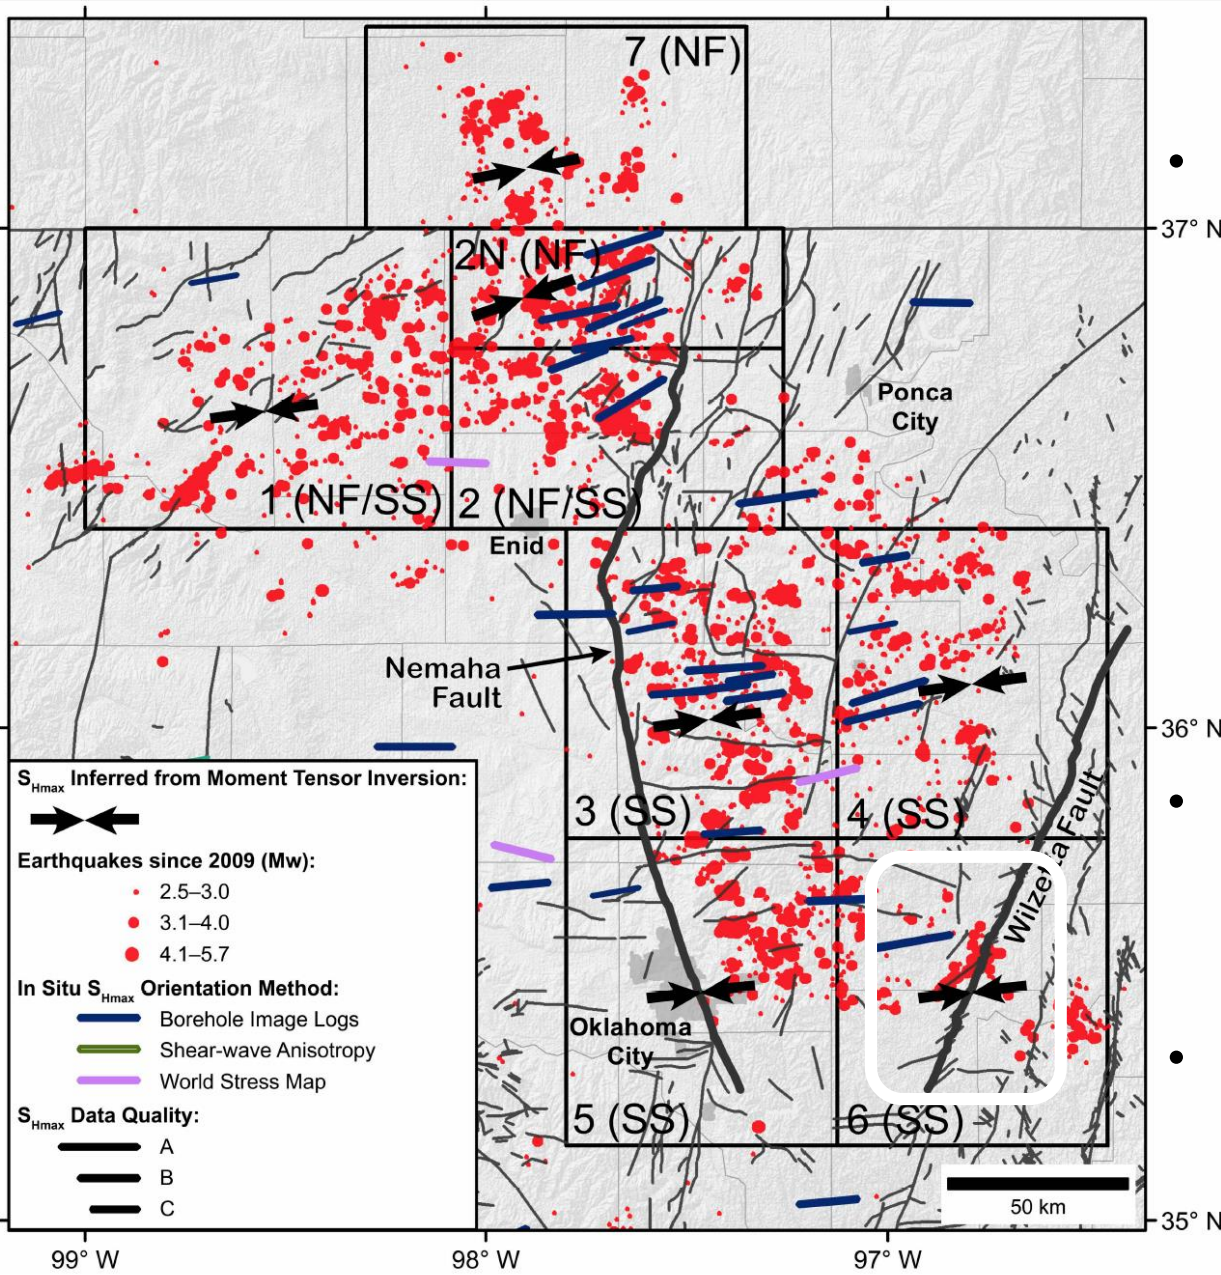 7 (NF)
37° N
2N (NF)
Ponca
City
1 (NF/SS)
2 (NF/SS)
Enid
Nemaha
Fault
36° N
3 (SS)
4 (SS)
Wilzetta Fault
Oklahoma
City
5 (SS)
6 (SS)
50 km
35° N
SHmax Inferred from Moment Tensor Inversion:
Earthquakes since 2009 (Mw):
2.5–3.0
3.1–4.0
4.1–5.7
In Situ SHmax Orientation Method:
Borehole Image Logs
Shear-wave Anisotropy
World Stress Map
SHmax Data Quality:
A
B
C
99° W
98° W
97° W